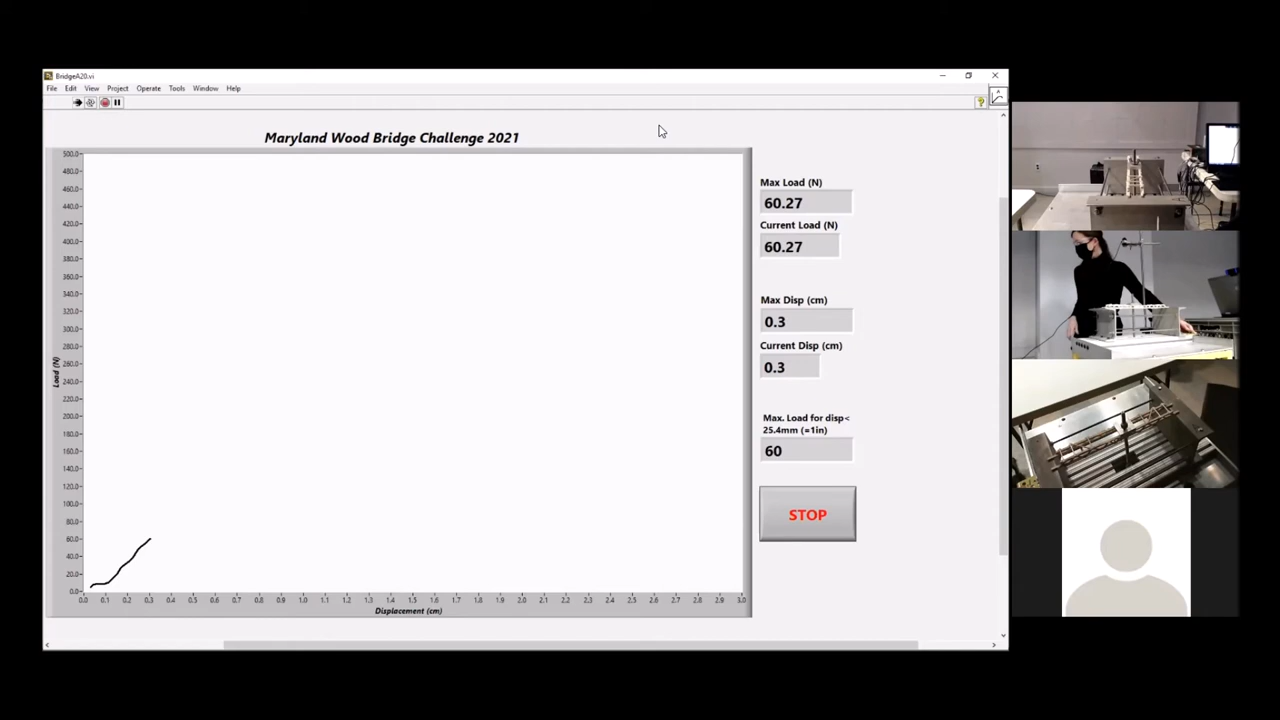 BridgeA20.vi
File Edit View Project Operate Tools Window Help
Maryland Wood Bridge Challenge 2021
500.0
480.0
460.0
440.0
420.0
400.0
380.0
360.0
340.0
320.0
300.0
280.0
260.0
240.0
220.0
200.0
180.0
160.0
140.0
120.0
100.0
80.0
60.0
40.0
20.0
0.0
Load (N)
0.0 0.1 0.2 0.3 0.4 0.5 0.6 0.7 0.8 0.9 1.0 1.1 1.2 1.3 1.4 1.5 1.6 1.7 1.8 1.9 2.0 2.1 2.2 2.3 2.4 2.5 2.6 2.7 2.8 2.9 3.0
Displacement (cm)
Max Load (N)
60.27
Current Load (N)
60.27
Max Disp (cm)
0.3
Current Disp (cm)
0.3
Max. Load for disp<
25.4mm (=1in)
60
STOP